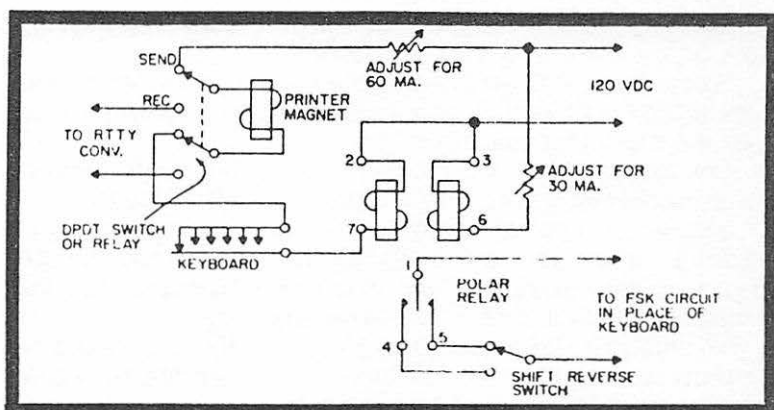 SEND
ADJUST FOR
60 MA.
120 VDC
REC
PRINTER
MAGNET
TO RTTY
CONV.
2
3
ADJUST FOR
30 MA.
DPDT SWITCH
OR RELAY
7
6
KEYBOARD
1
POLAR
RELAY
TO FSK CIRCUIT
IN PLACE OF
KEYBOARD
4
5
SHIFT REVERSE
SWITCH